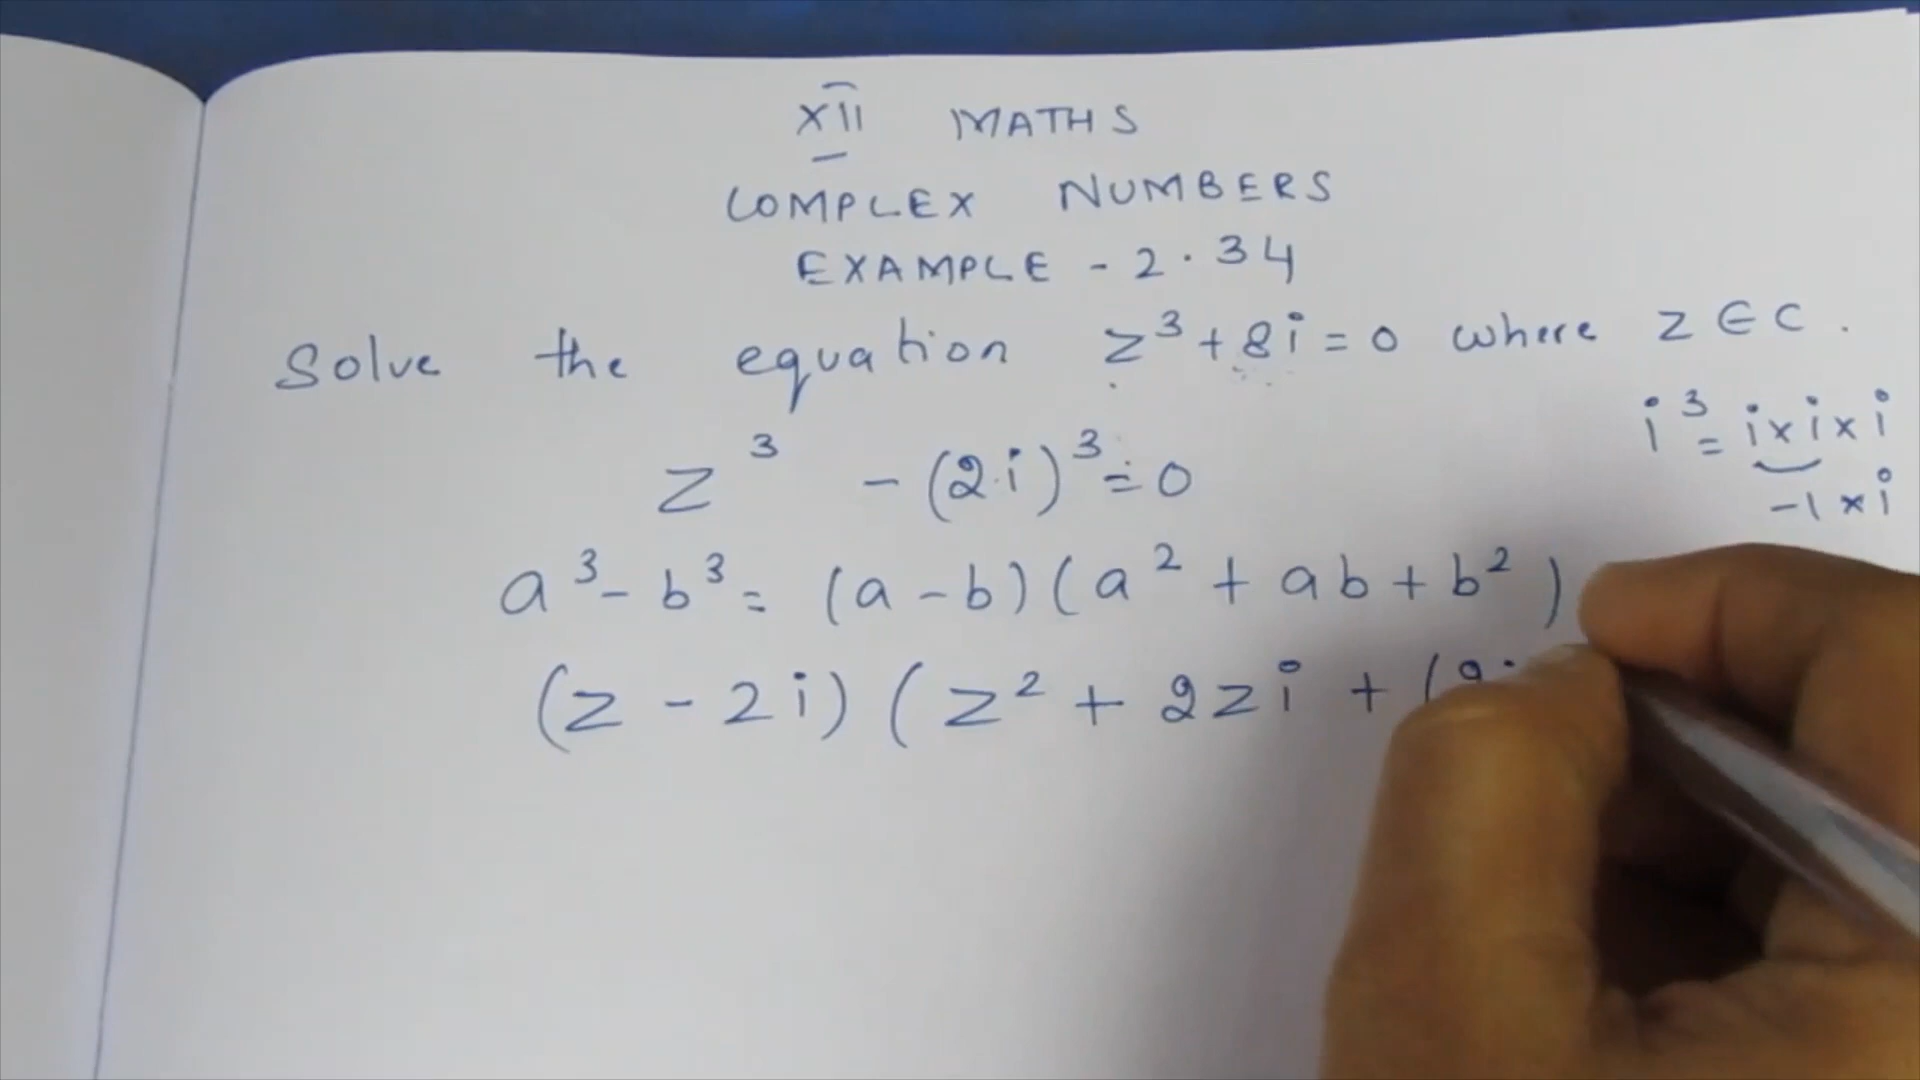 XII MATHS
COMPLEX NUMBERS
EXAMPLE - 2.34
Solve the equation z³ + 8i = 0 where z ∈ C.
i³ = i×i×i
-1 × i
z³ - (2i)³ = 0
a³ - b³ = (a - b)(a² + ab + b²)
(z - 2i)(z² + 2zi + (2i